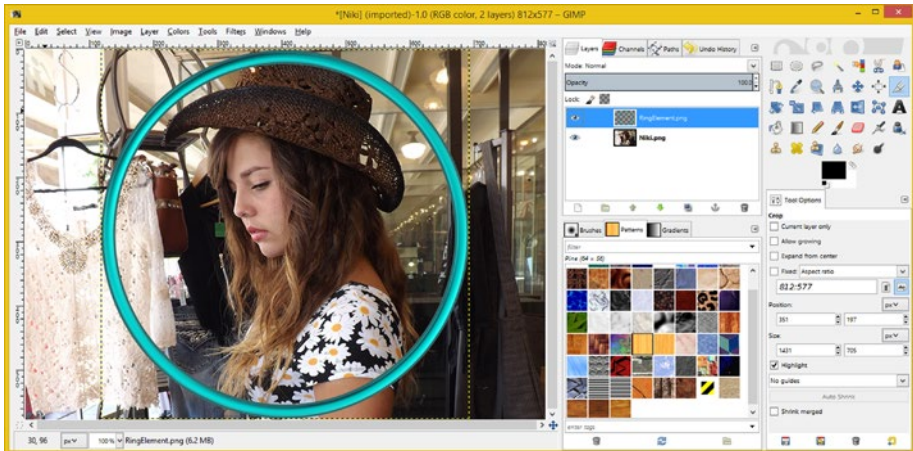 *[Niki] (imported)-1.0 (RGB color, 2 layers) 812x577 – GIMP
File Edit Select View Image Layer Colors Tools Filters Windows Help
Layers Channels Paths Undo History
Mode: Normal
Opacity 100.0
Lock:
RingElement.png
Niki.png
Brushes Patterns Gradients
filter
Pine (64 × 56)
enter tags
Tool Options
Crop
Current layer only
Allow growing
Expand from center
Fixed: Aspect ratio
812:577
Position: px
351 197
Size: px
1431 705
Highlight
No guides
Auto Shrink
Shrink merged
30, 96 px 100 % RingElement.png (6.2 MB)